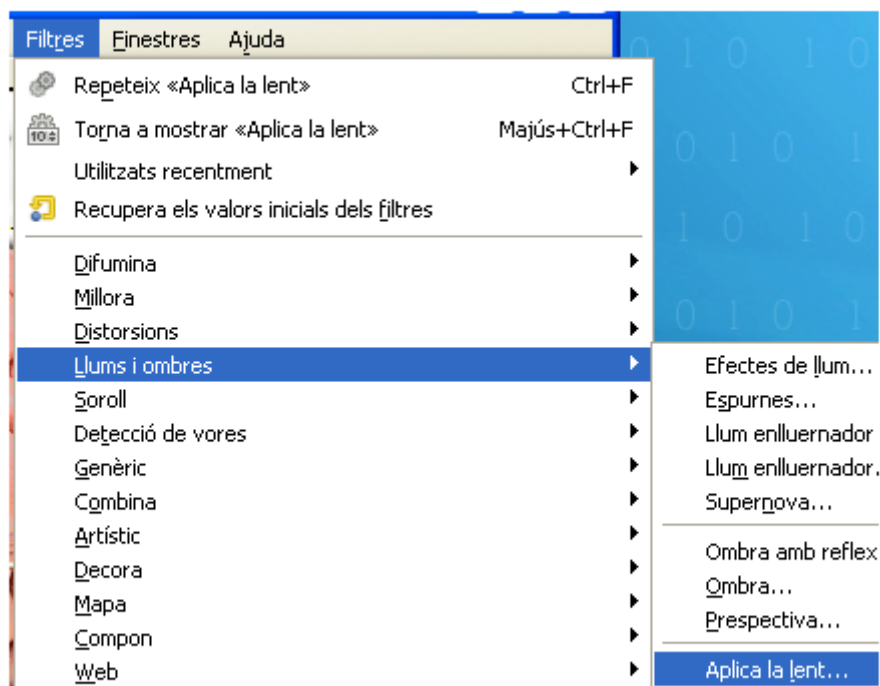 Filtres Finestres Ajuda
Repeteix «Aplica la lent» Ctrl+F
Torna a mostrar «Aplica la lent» Majús+Ctrl+F
Utilitzats recentment
Recupera els valors inicials dels filtres
Difumina
Millora
Distorsions
Llums i ombres
Soroll
Detecció de vores
Genèric
Combina
Artístic
Decora
Mapa
Compon
Web
Efectes de llum...
Espurnes...
Llum enlluernador
Llum enlluernador.
Supernova...
Ombra amb reflex
Ombra...
Prespectiva...
Aplica la lent...